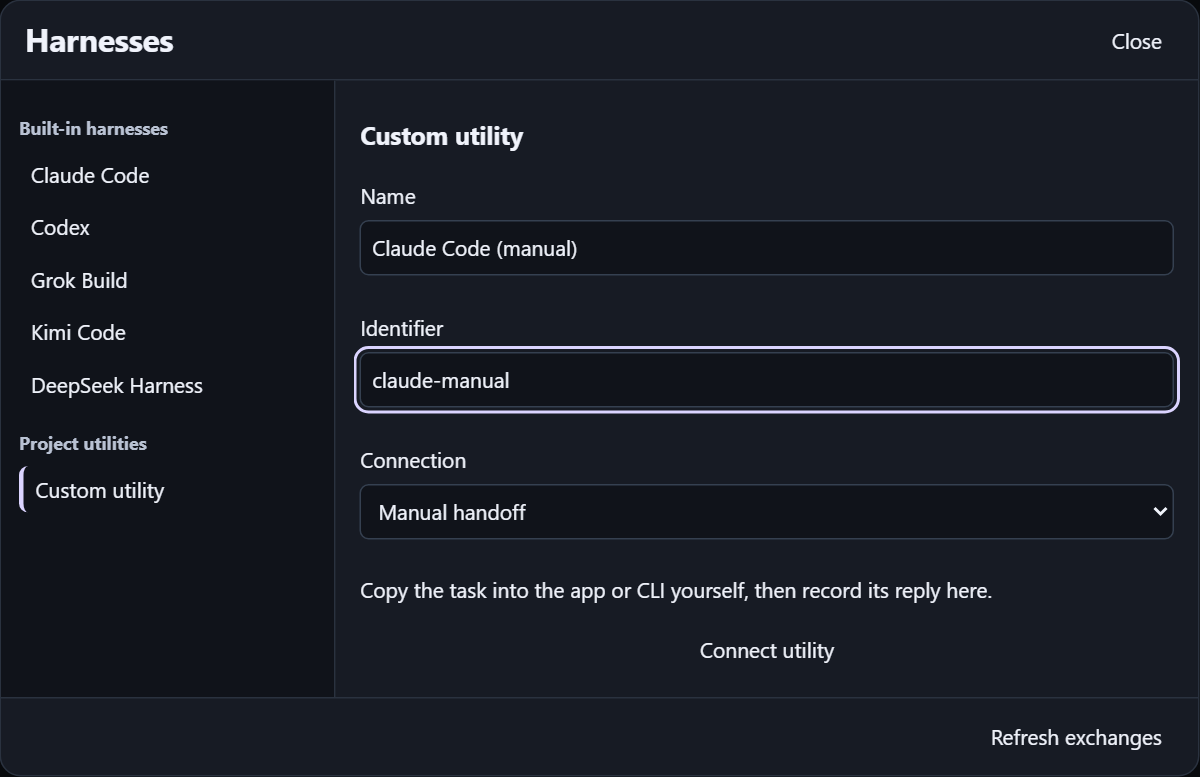 Harnesses
Close
Built-in harnesses
Claude Code
Codex
Grok Build
Kimi Code
DeepSeek Harness
Project utilities
Custom utility
Custom utility
Name
Claude Code (manual)
Identifier
claude-manual
Connection
Manual handoff
Copy the task into the app or CLI yourself, then record its reply here.
Connect utility
Refresh exchanges